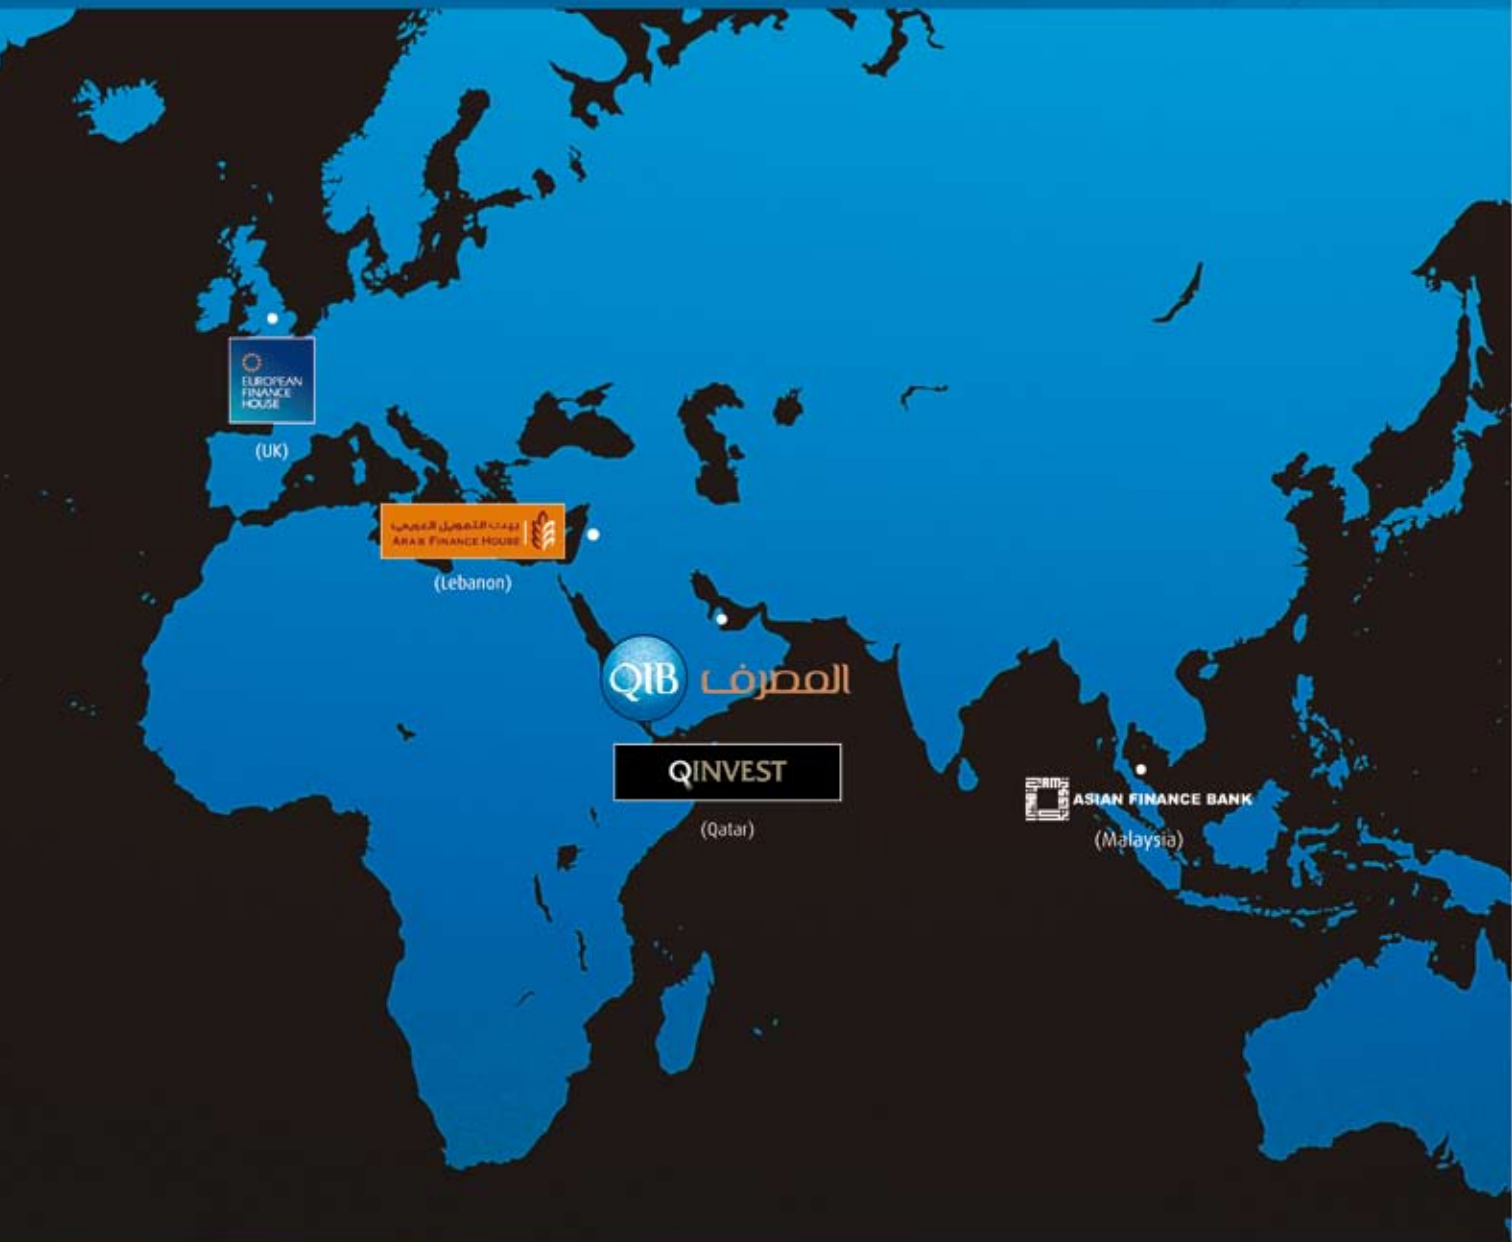 EUROPEAN
FINANCE
HOUSE
(UK)
بيت التمويل العربي
ARAB FINANCE HOUSE
(Lebanon)
QIB المصرف
QINVEST
(Qatar)
ASIAN FINANCE BANK
(Malaysia)